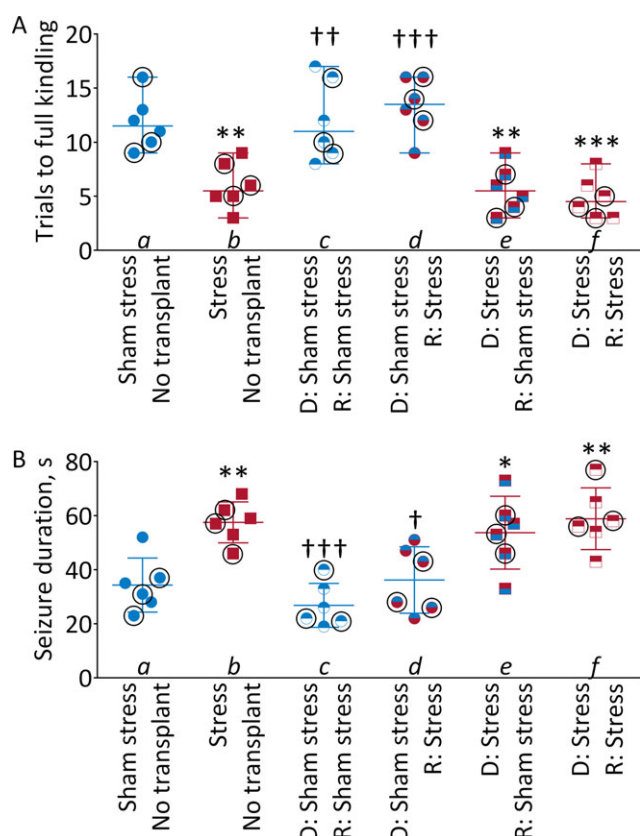 A
Trials to full kindling
20
15
10
5
0
**
††
†††
**
***
a
b
c
d
e
f
Sham stress
No transplant
Stress
No transplant
D: Sham stress
R: Sham stress
D: Sham stress
R: Stress
D: Stress
R: Sham stress
D: Stress
R: Stress
B
Seizure duration, s
80
60
40
20
0
**
†††
†
*
**
a
b
c
d
e
f
Sham stress
No transplant
Stress
No transplant
D: Sham stress
R: Sham stress
D: Sham stress
R: Stress
D: Stress
R: Sham stress
D: Stress
R: Stress